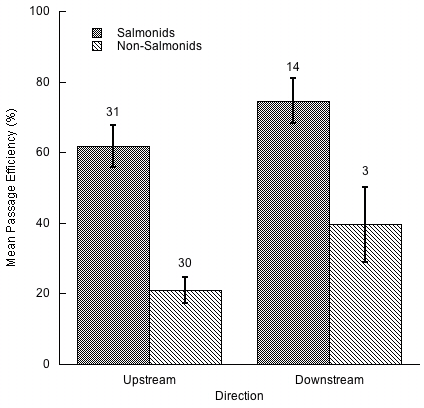 100
80
60
40
20
0
Mean Passage Efficiency (%)
Salmonids
Non-Salmonids
31
30
14
3
Upstream
Downstream
Direction